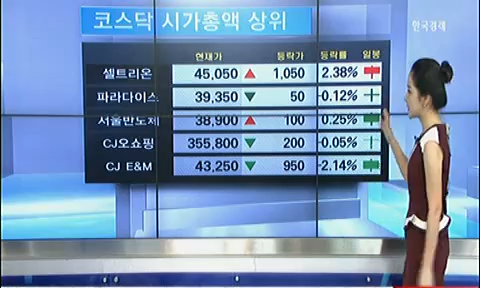 코스닥 시가총액 상위
한국경제
현재가 등락가 등락률 일봉
셀트리온 45,050 ▲ 1,050 2.38%
파라다이스 39,350 ▼ 50 -0.12%
서울반도체 38,900 ▲ 100 0.25%
CJ오쇼핑 355,800 ▼ 200 -0.05%
CJ E&M 43,250 ▼ 950 -2.14%